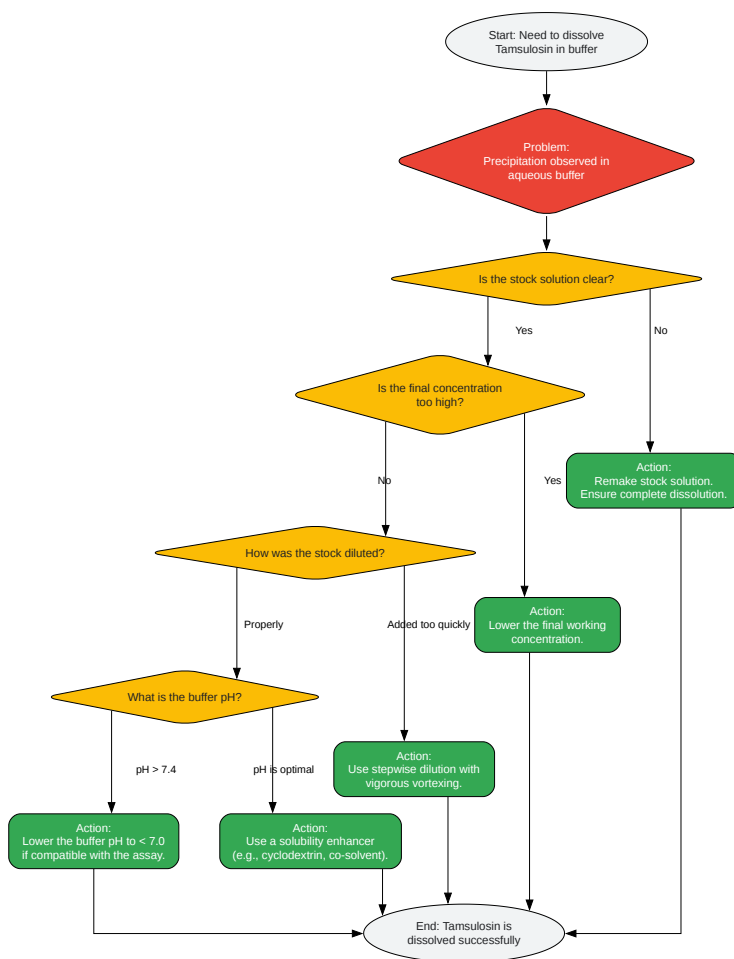 Start: Need to dissolve
Tamsulosin in buffer
Problem:
Precipitation observed in
aqueous buffer
Is the stock solution clear?
Yes
No
Is the final concentration
too high?
No
Yes
Action:
Remake stock solution.
Ensure complete dissolution.
How was the stock diluted?
Properly
Added too quickly
Action:
Lower the final working
concentration.
What is the buffer pH?
pH > 7.4
pH is optimal
Action:
Use stepwise dilution with
vigorous vortexing.
Action:
Lower the buffer pH to < 7.0
if compatible with the assay.
Action:
Use a solubility enhancer
(e.g., cyclodextrin, co-solvent).
End: Tamsulosin is
dissolved successfully